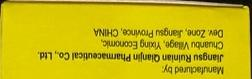 Manufactured by:
Jiangsu Ruinian Qianjin Pharmaceutical Co., Ltd.
Chuanbu Village, Yixing Economic,
Dev. Zone, Jiangsu Province, CHINA